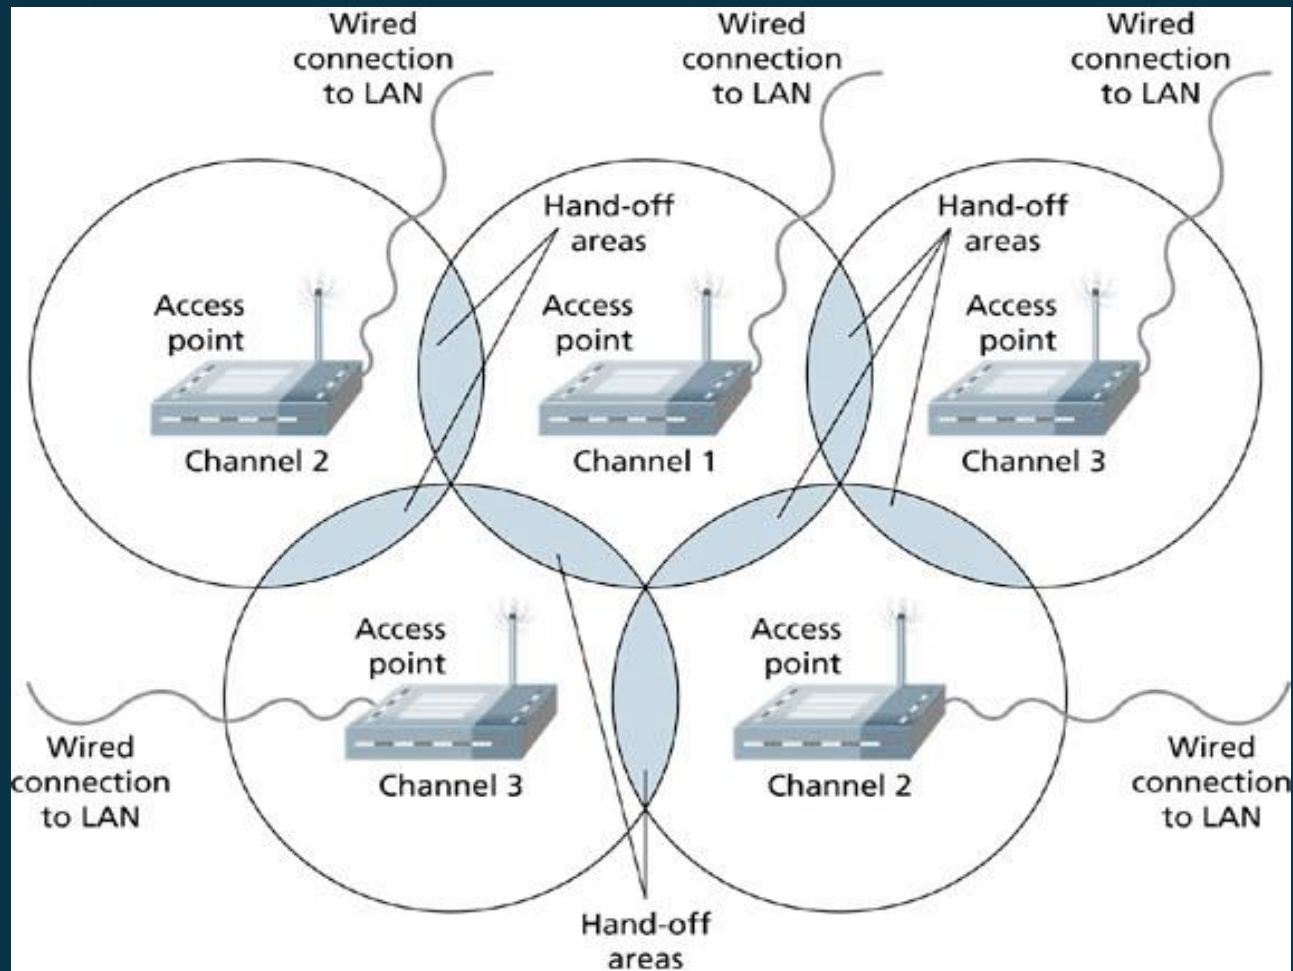 Wired
connection
to LAN
Wired
connection
to LAN
Wired
connection
to LAN
Hand-off
areas
Hand-off
areas
Access
point
Channel 2
Access
point
Channel 1
Access
point
Channel 3
Access
point
Channel 3
Access
point
Channel 2
Wired
connection
to LAN
Wired
connection
to LAN
Hand-off
areas